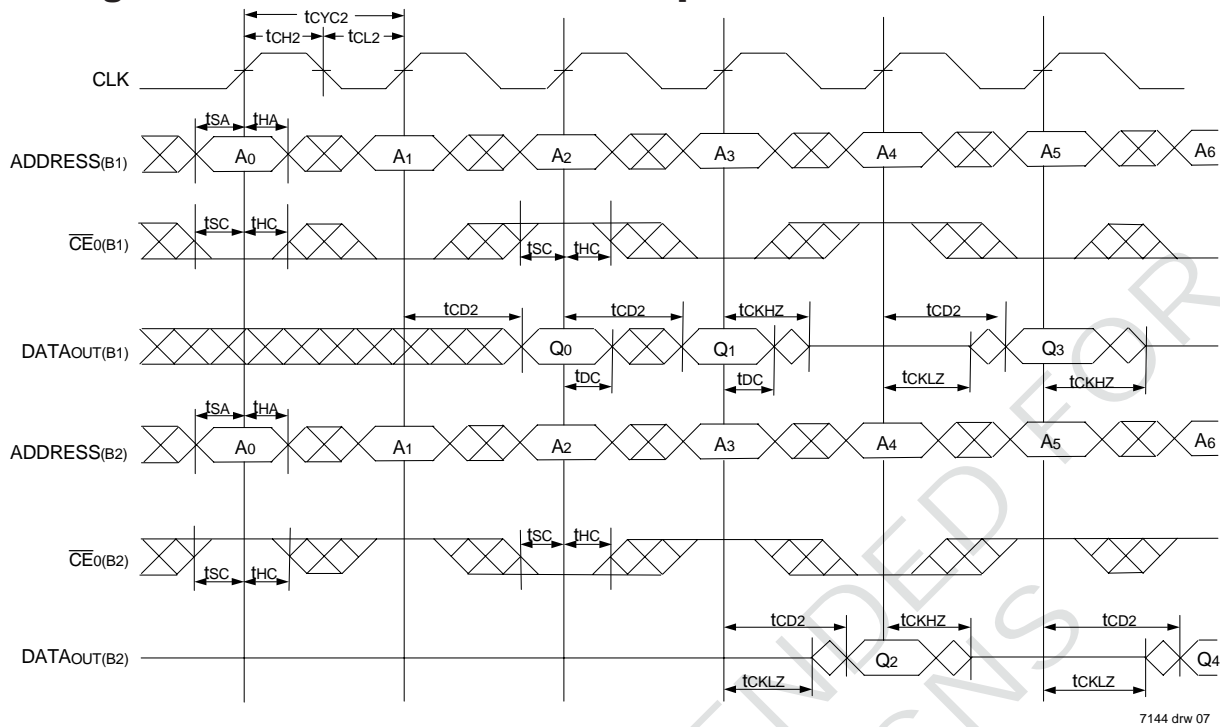 tCYC2
tCH2 tCL2
CLK
tSA tHA
ADDRESS(B1) A0 A1 A2 A3 A4 A5 A6
tSC tHC tSC tHC
CE0(B1)
tCD2 tCD2 tCKHZ tCD2
DATAOUT(B1) Q0 Q1 Q3
tDC tDC tCKLZ tCKHZ
tSA tHA
ADDRESS(B2) A0 A1 A2 A3 A4 A5 A6
tSC tHC
CE0(B2)
tSC tHC
tCD2 tCKHZ tCD2
DATAOUT(B2) Q2 Q4
tCKLZ tCKLZ
7144 drw 07